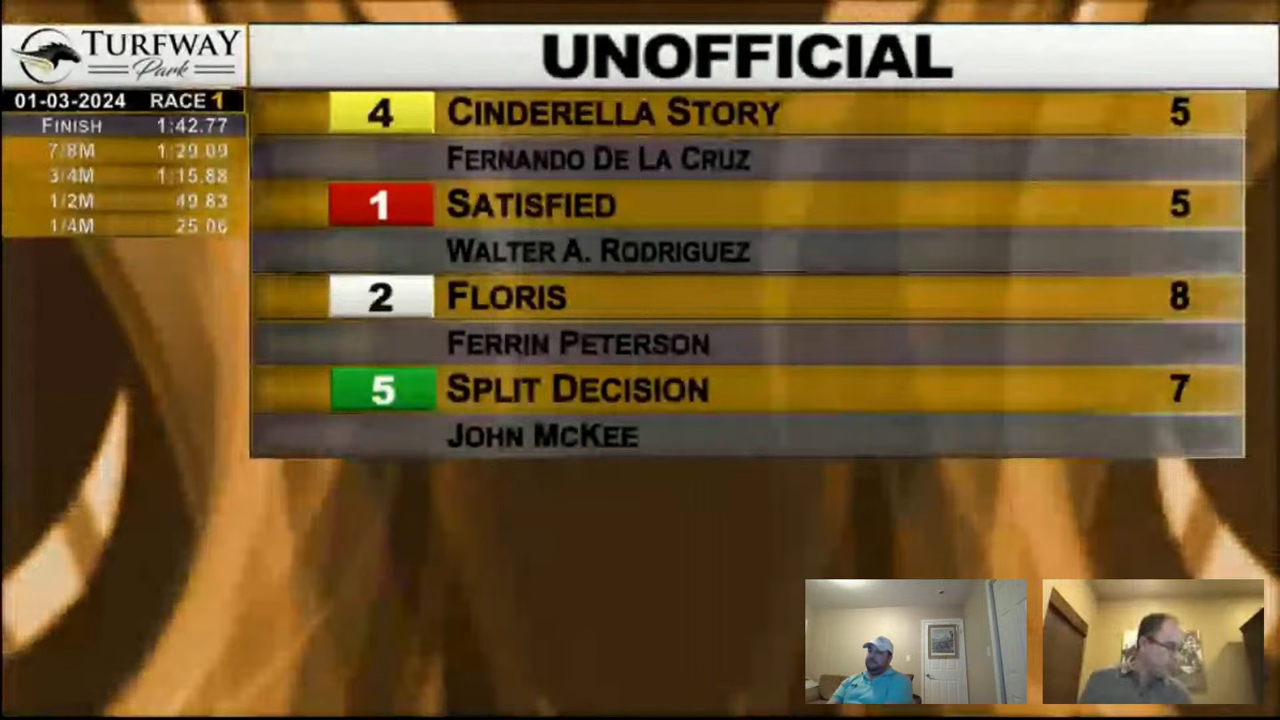 TURFWAY
Park
01-03-2024 RACE 1
FINISH 1:42.77
7/8M 1:29.09
3/4M 1:15.88
1/2M 49.83
1/4M 25.06
UNOFFICIAL
4 CINDERELLA STORY 5
FERNANDO DE LA CRUZ
1 SATISFIED 5
WALTER A. RODRIGUEZ
2 FLORIS 8
FERRIN PETERSON
5 SPLIT DECISION 7
JOHN MCKEE